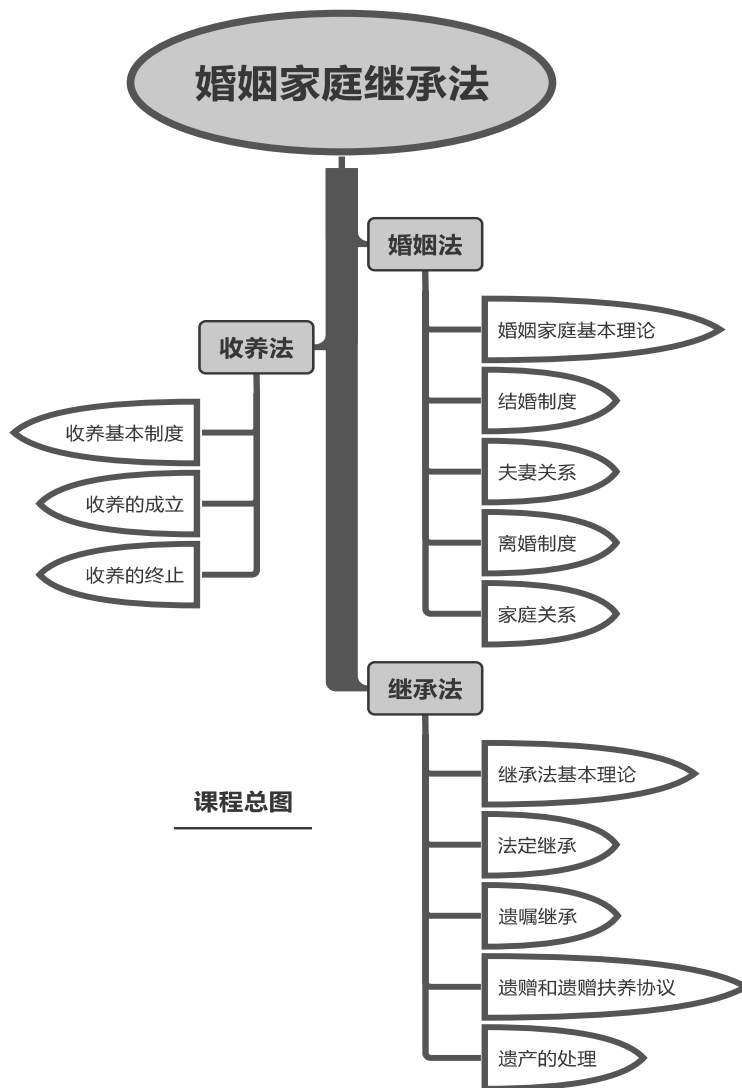 婚姻家庭继承法
婚姻法
婚姻家庭基本理论
结婚制度
夫妻关系
离婚制度
家庭关系
收养法
收养基本制度
收养的成立
收养的终止
继承法
继承法基本理论
法定继承
遗嘱继承
遗赠和遗赠扶养协议
遗产的处理
课程总图